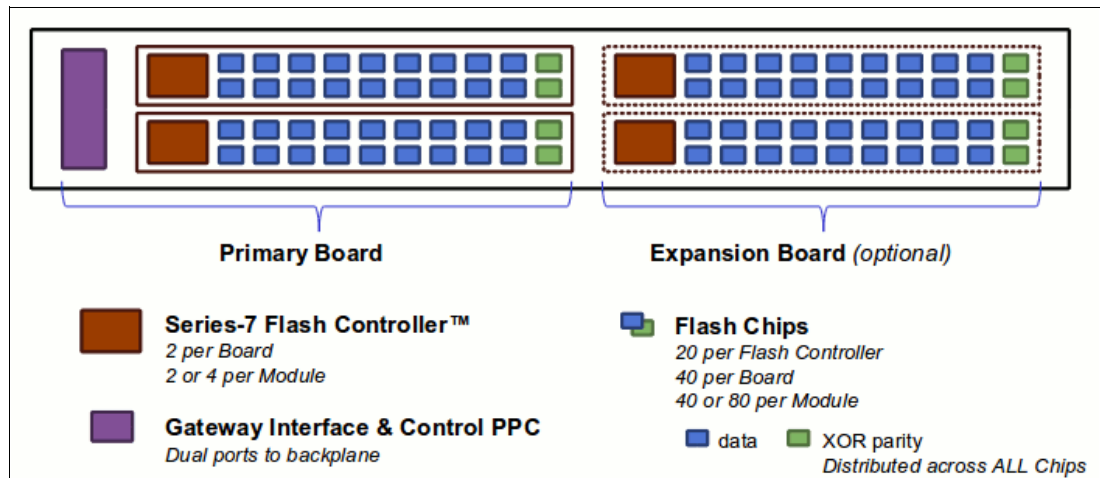 Primary Board
Expansion Board (optional)
Series-7 Flash Controller™
2 per Board
2 or 4 per Module
Gateway Interface & Control PPC
Dual ports to backplane
Flash Chips
20 per Flash Controller
40 per Board
40 or 80 per Module
data
XOR parity
Distributed across ALL Chips